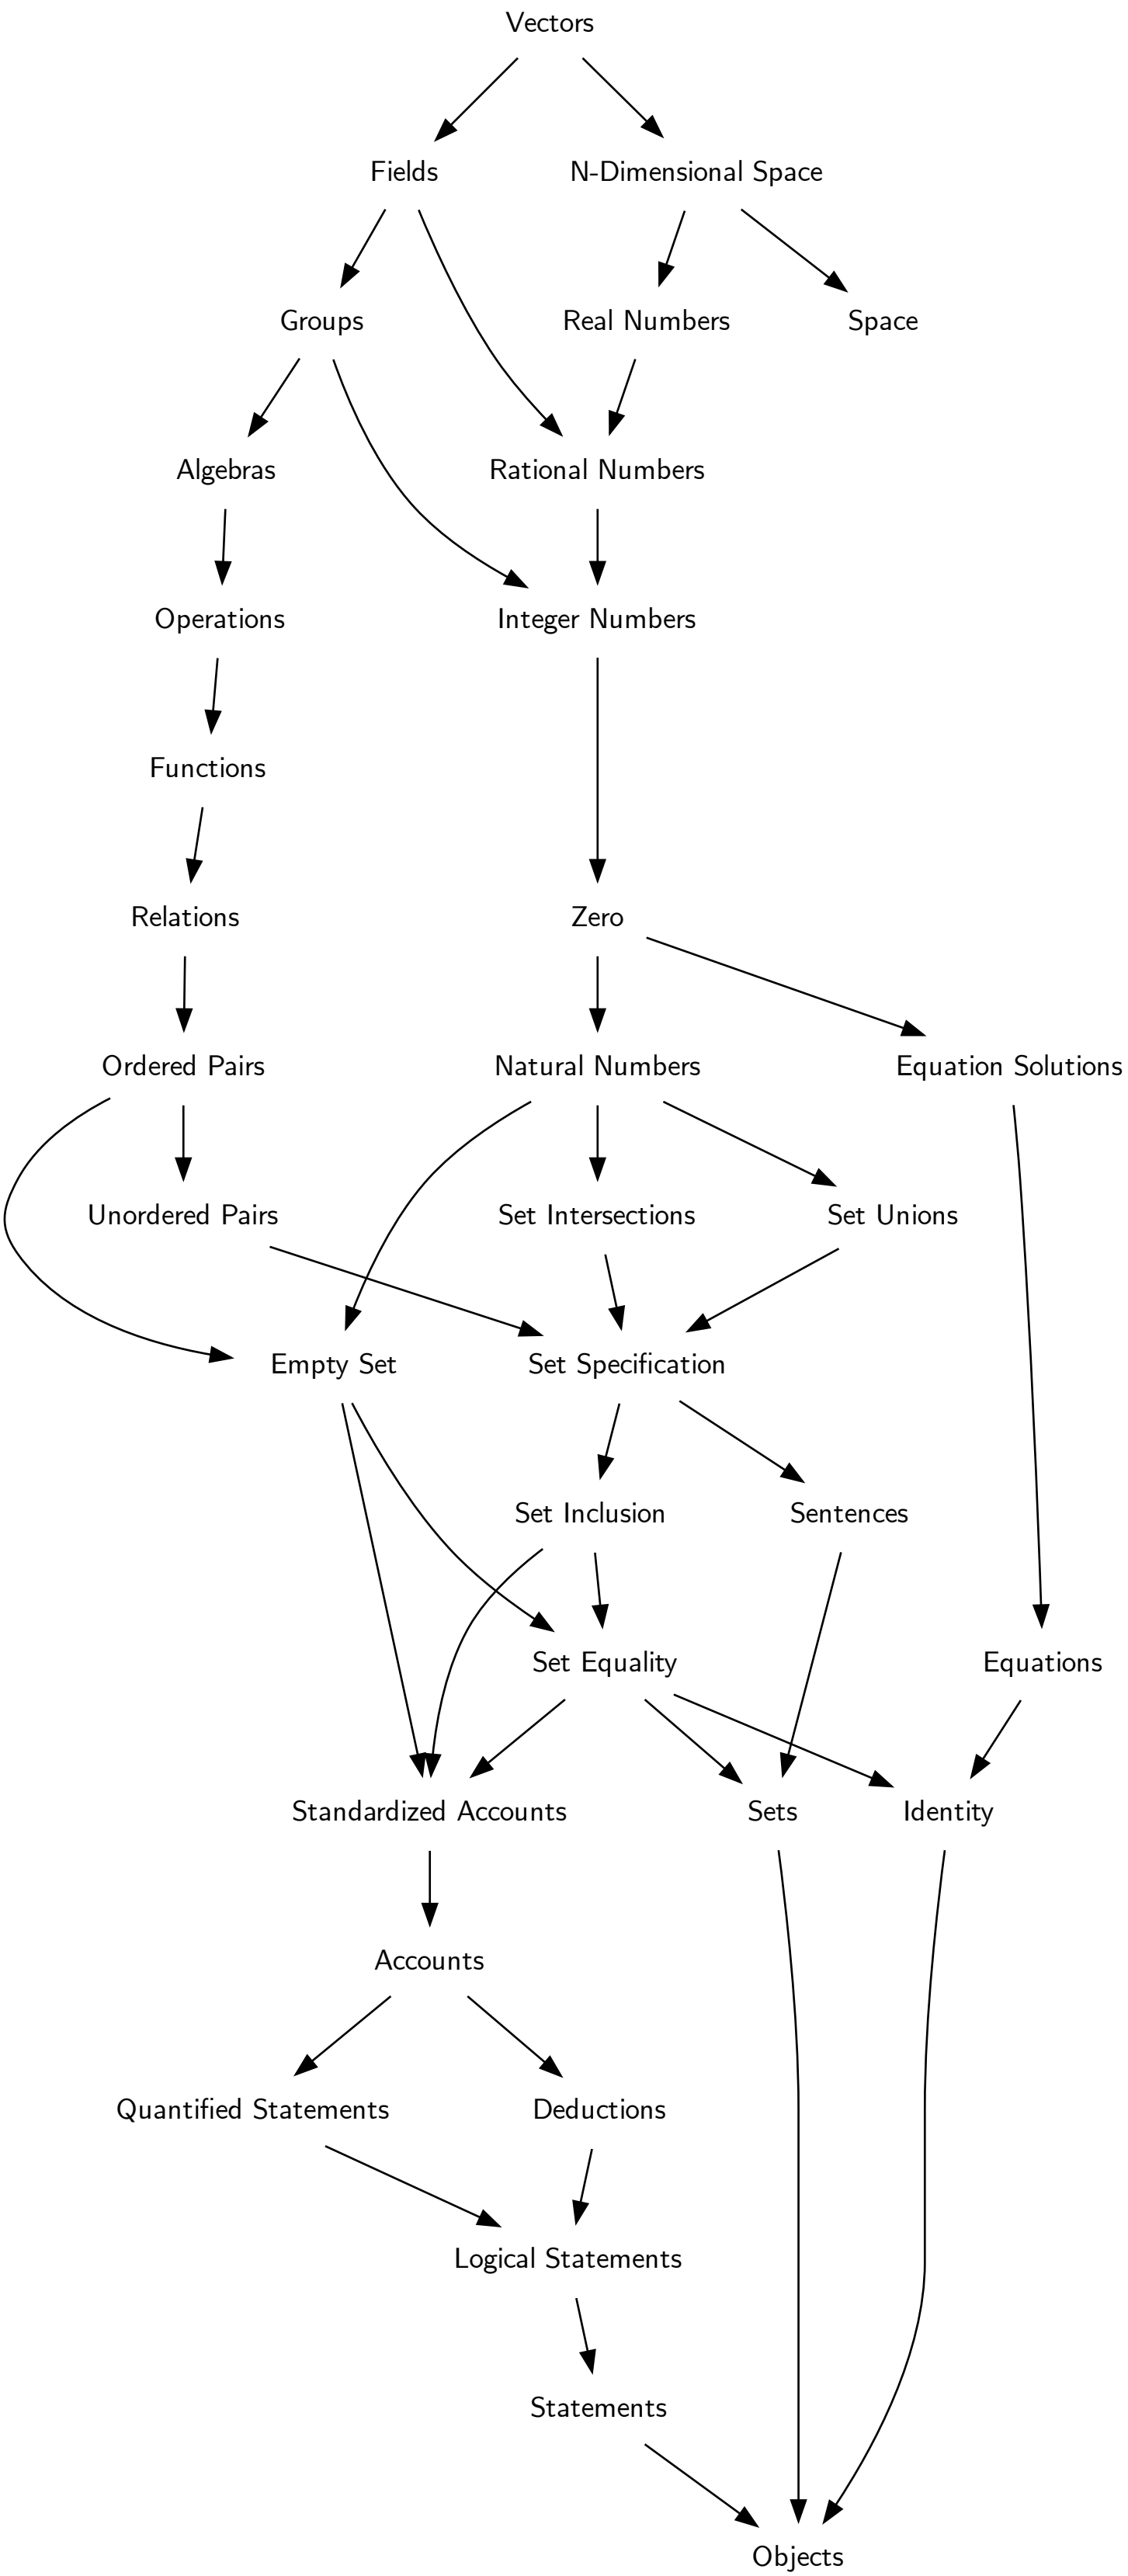 Vectors
Fields
N-Dimensional Space
Groups
Real Numbers
Space
Algebras
Rational Numbers
Operations
Integer Numbers
Functions
Relations
Zero
Ordered Pairs
Natural Numbers
Equation Solutions
Unordered Pairs
Set Intersections
Set Unions
Empty Set
Set Specification
Set Inclusion
Sentences
Set Equality
Equations
Standardized Accounts
Sets
Identity
Accounts
Quantified Statements
Deductions
Logical Statements
Statements
Objects